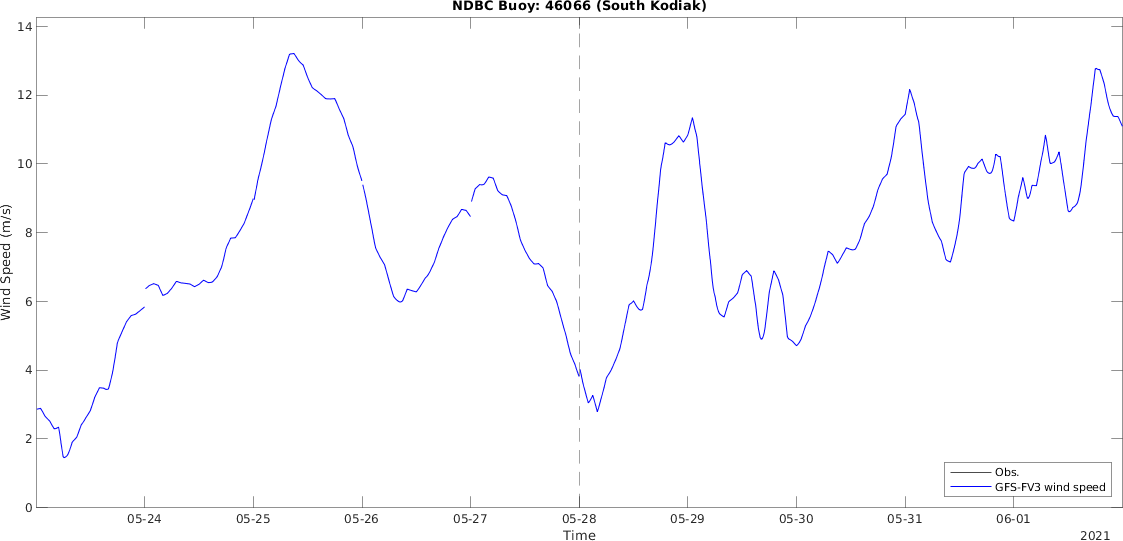 NDBC Buoy: 46066 (South Kodiak)
Wind Speed (m/s)
14
12
10
8
6
4
2
0
Obs.
GFS-FV3 wind speed
05-24 05-25 05-26 05-27 05-28 05-29 05-30 05-31 06-01
Time
2021